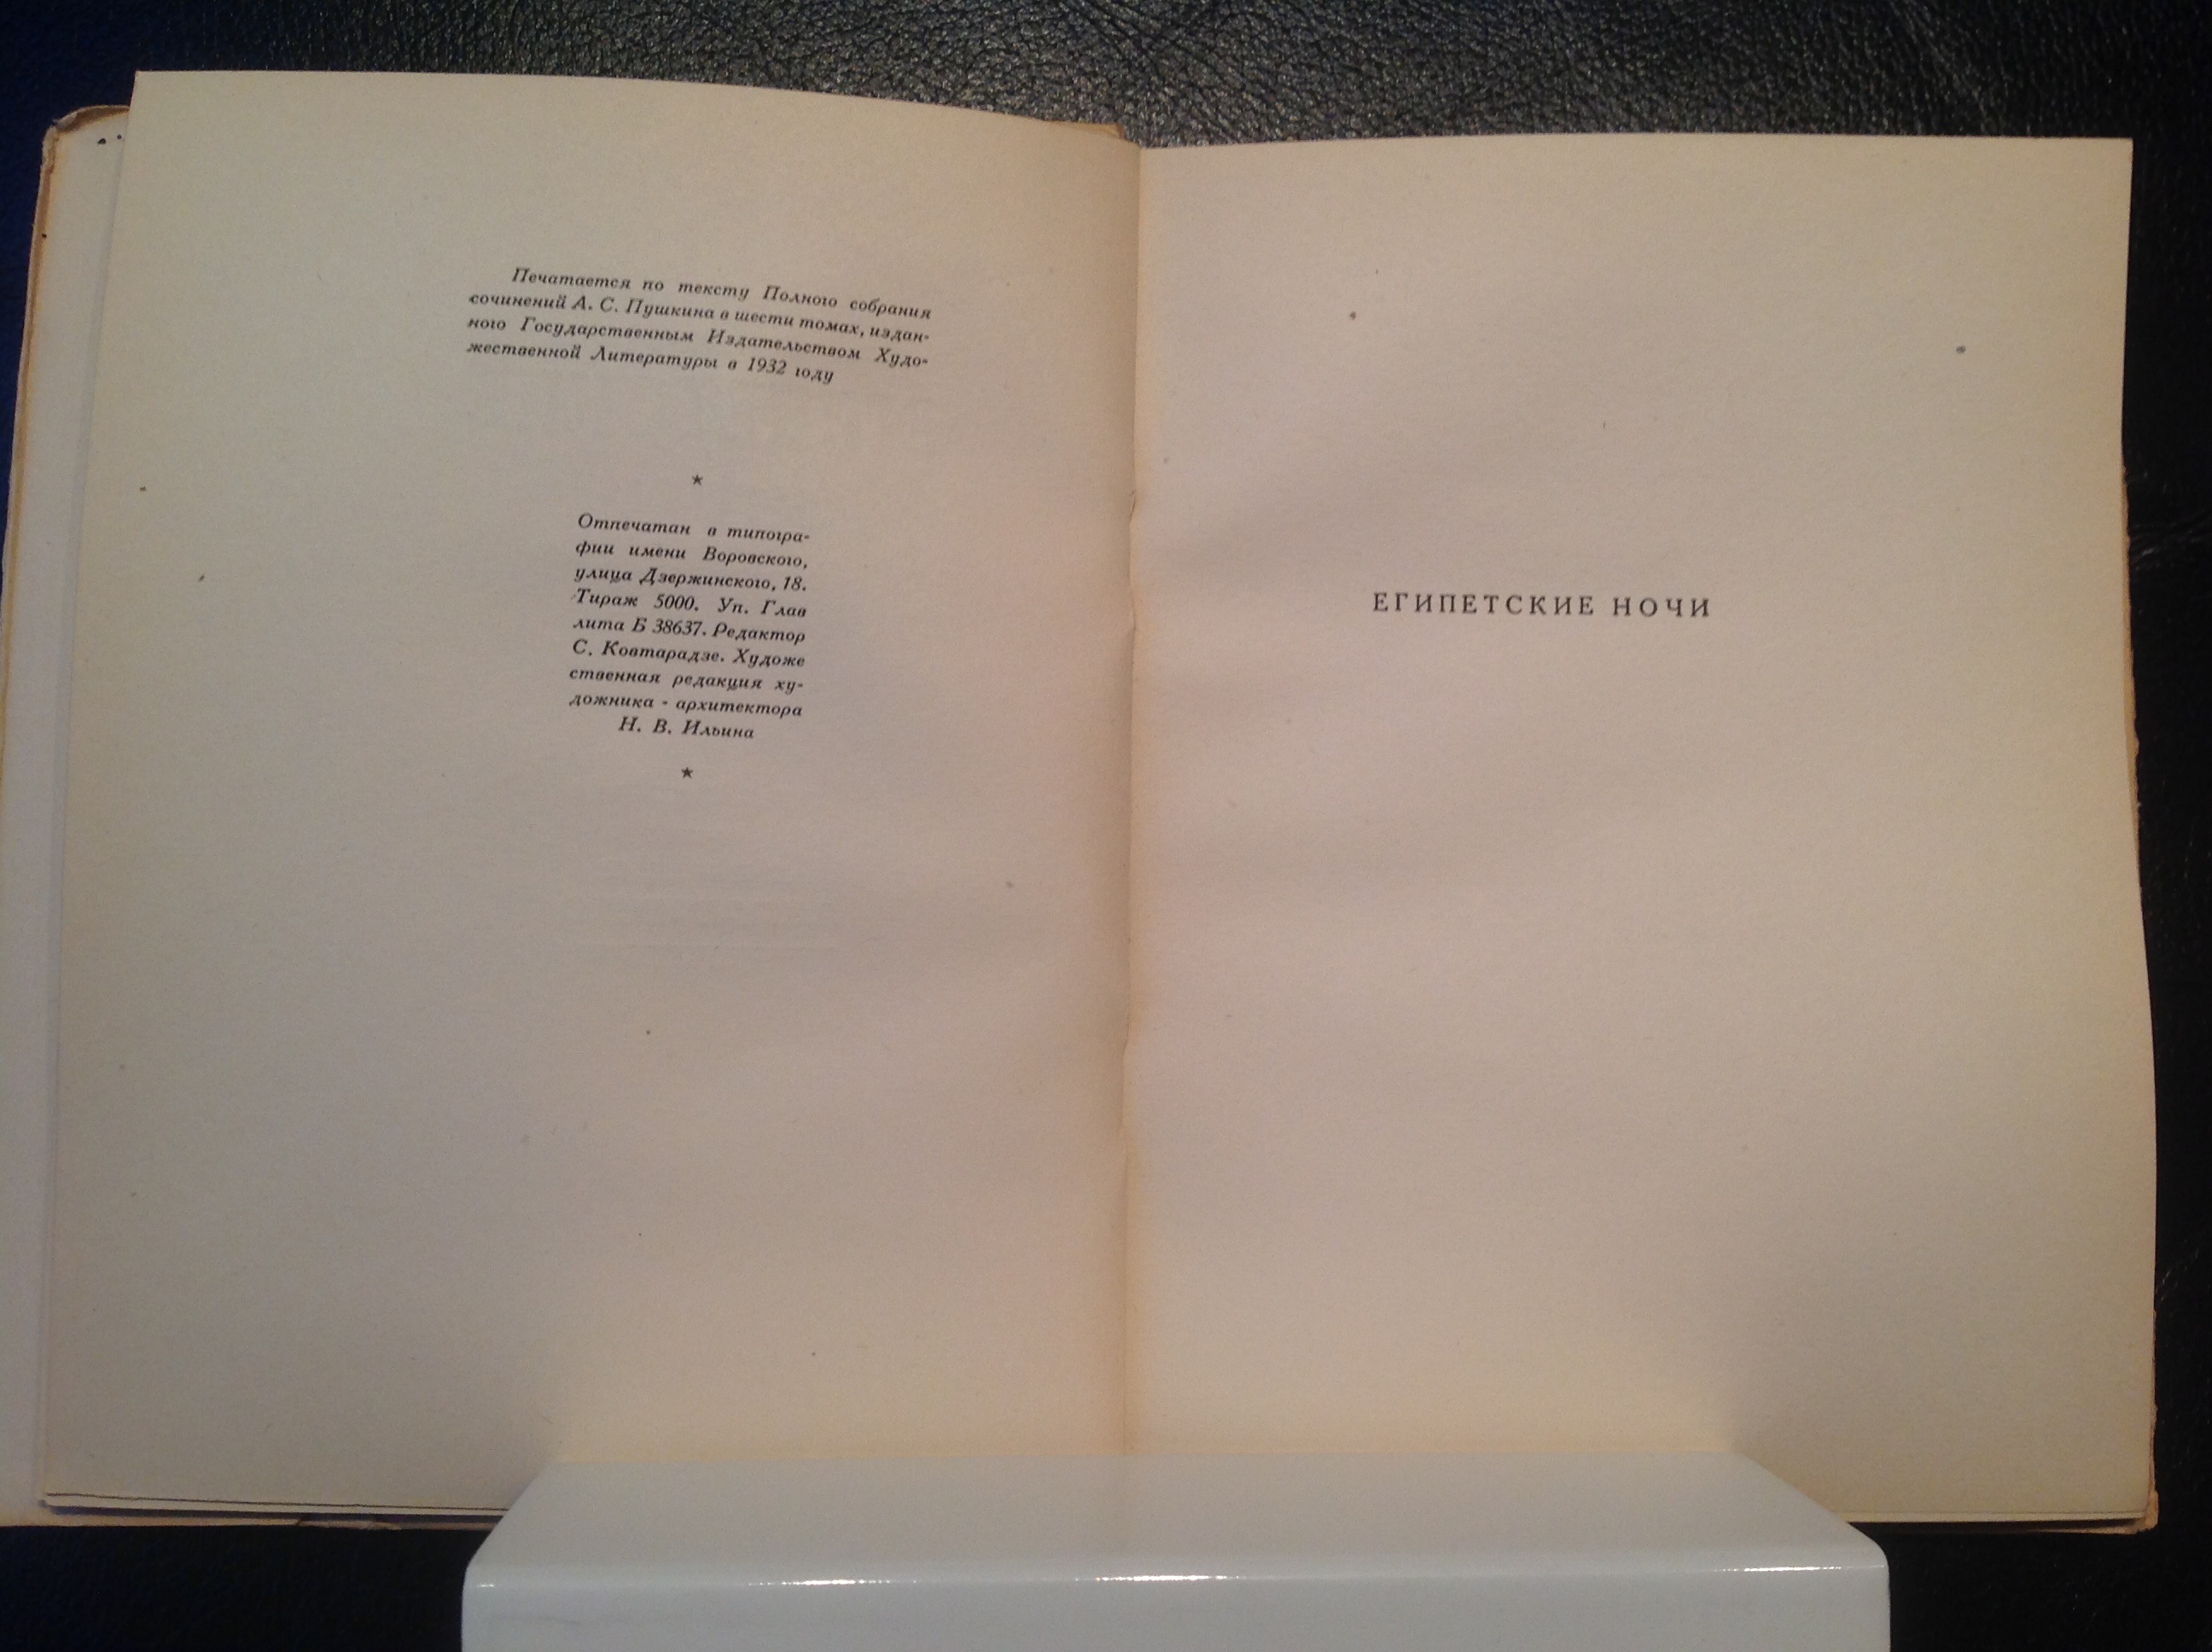 Печатается по тексту Полного собрания
сочинений А. С. Пушкина в шести томах, издан-
ного Государственным Издательством Худо-
жественной Литературы в 1932 году
★
Отпечатан в типогра-
фии имени Воровского,
улица Дзержинского, 18.
Тираж 5000. Уп. Глав
лита Б 38637. Редактор
С. Ковтарадзе. Художе
ственная редакция ху-
дожника - архитектора
Н. В. Ильина
★
ЕГИПЕТСКИЕ НОЧИ